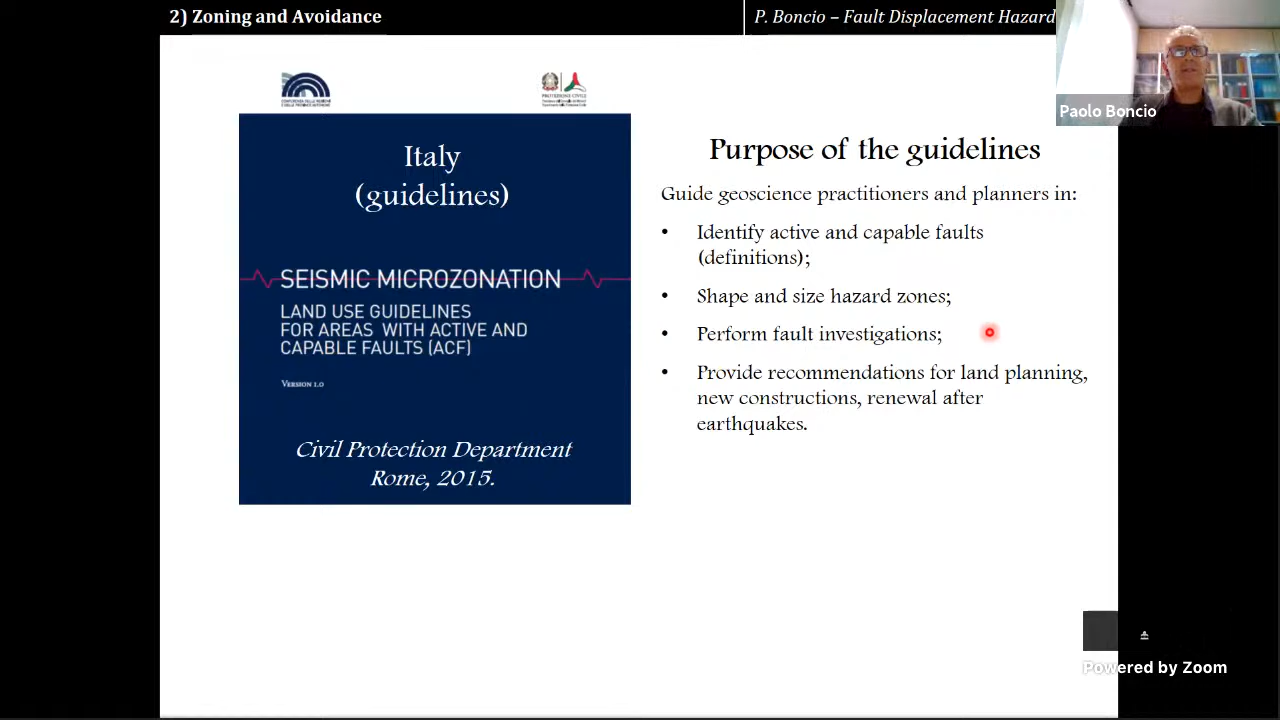 2) Zoning and Avoidance
P. Boncio – Fault Displacement Hazard
Paolo Boncio
PROTEZIONE CIVILE
Italy
(guidelines)
SEISMIC MICROZONATION
LAND USE GUIDELINES
FOR AREAS WITH ACTIVE AND
CAPABLE FAULTS (ACF)
VERSION 1.0
Civil Protection Department
Rome, 2015.
Purpose of the guidelines
Guide geoscience practitioners and planners in:
• Identify active and capable faults
(definitions);
• Shape and size hazard zones;
• Perform fault investigations;
• Provide recommendations for land planning,
new constructions, renewal after
earthquakes.
Powered by Zoom